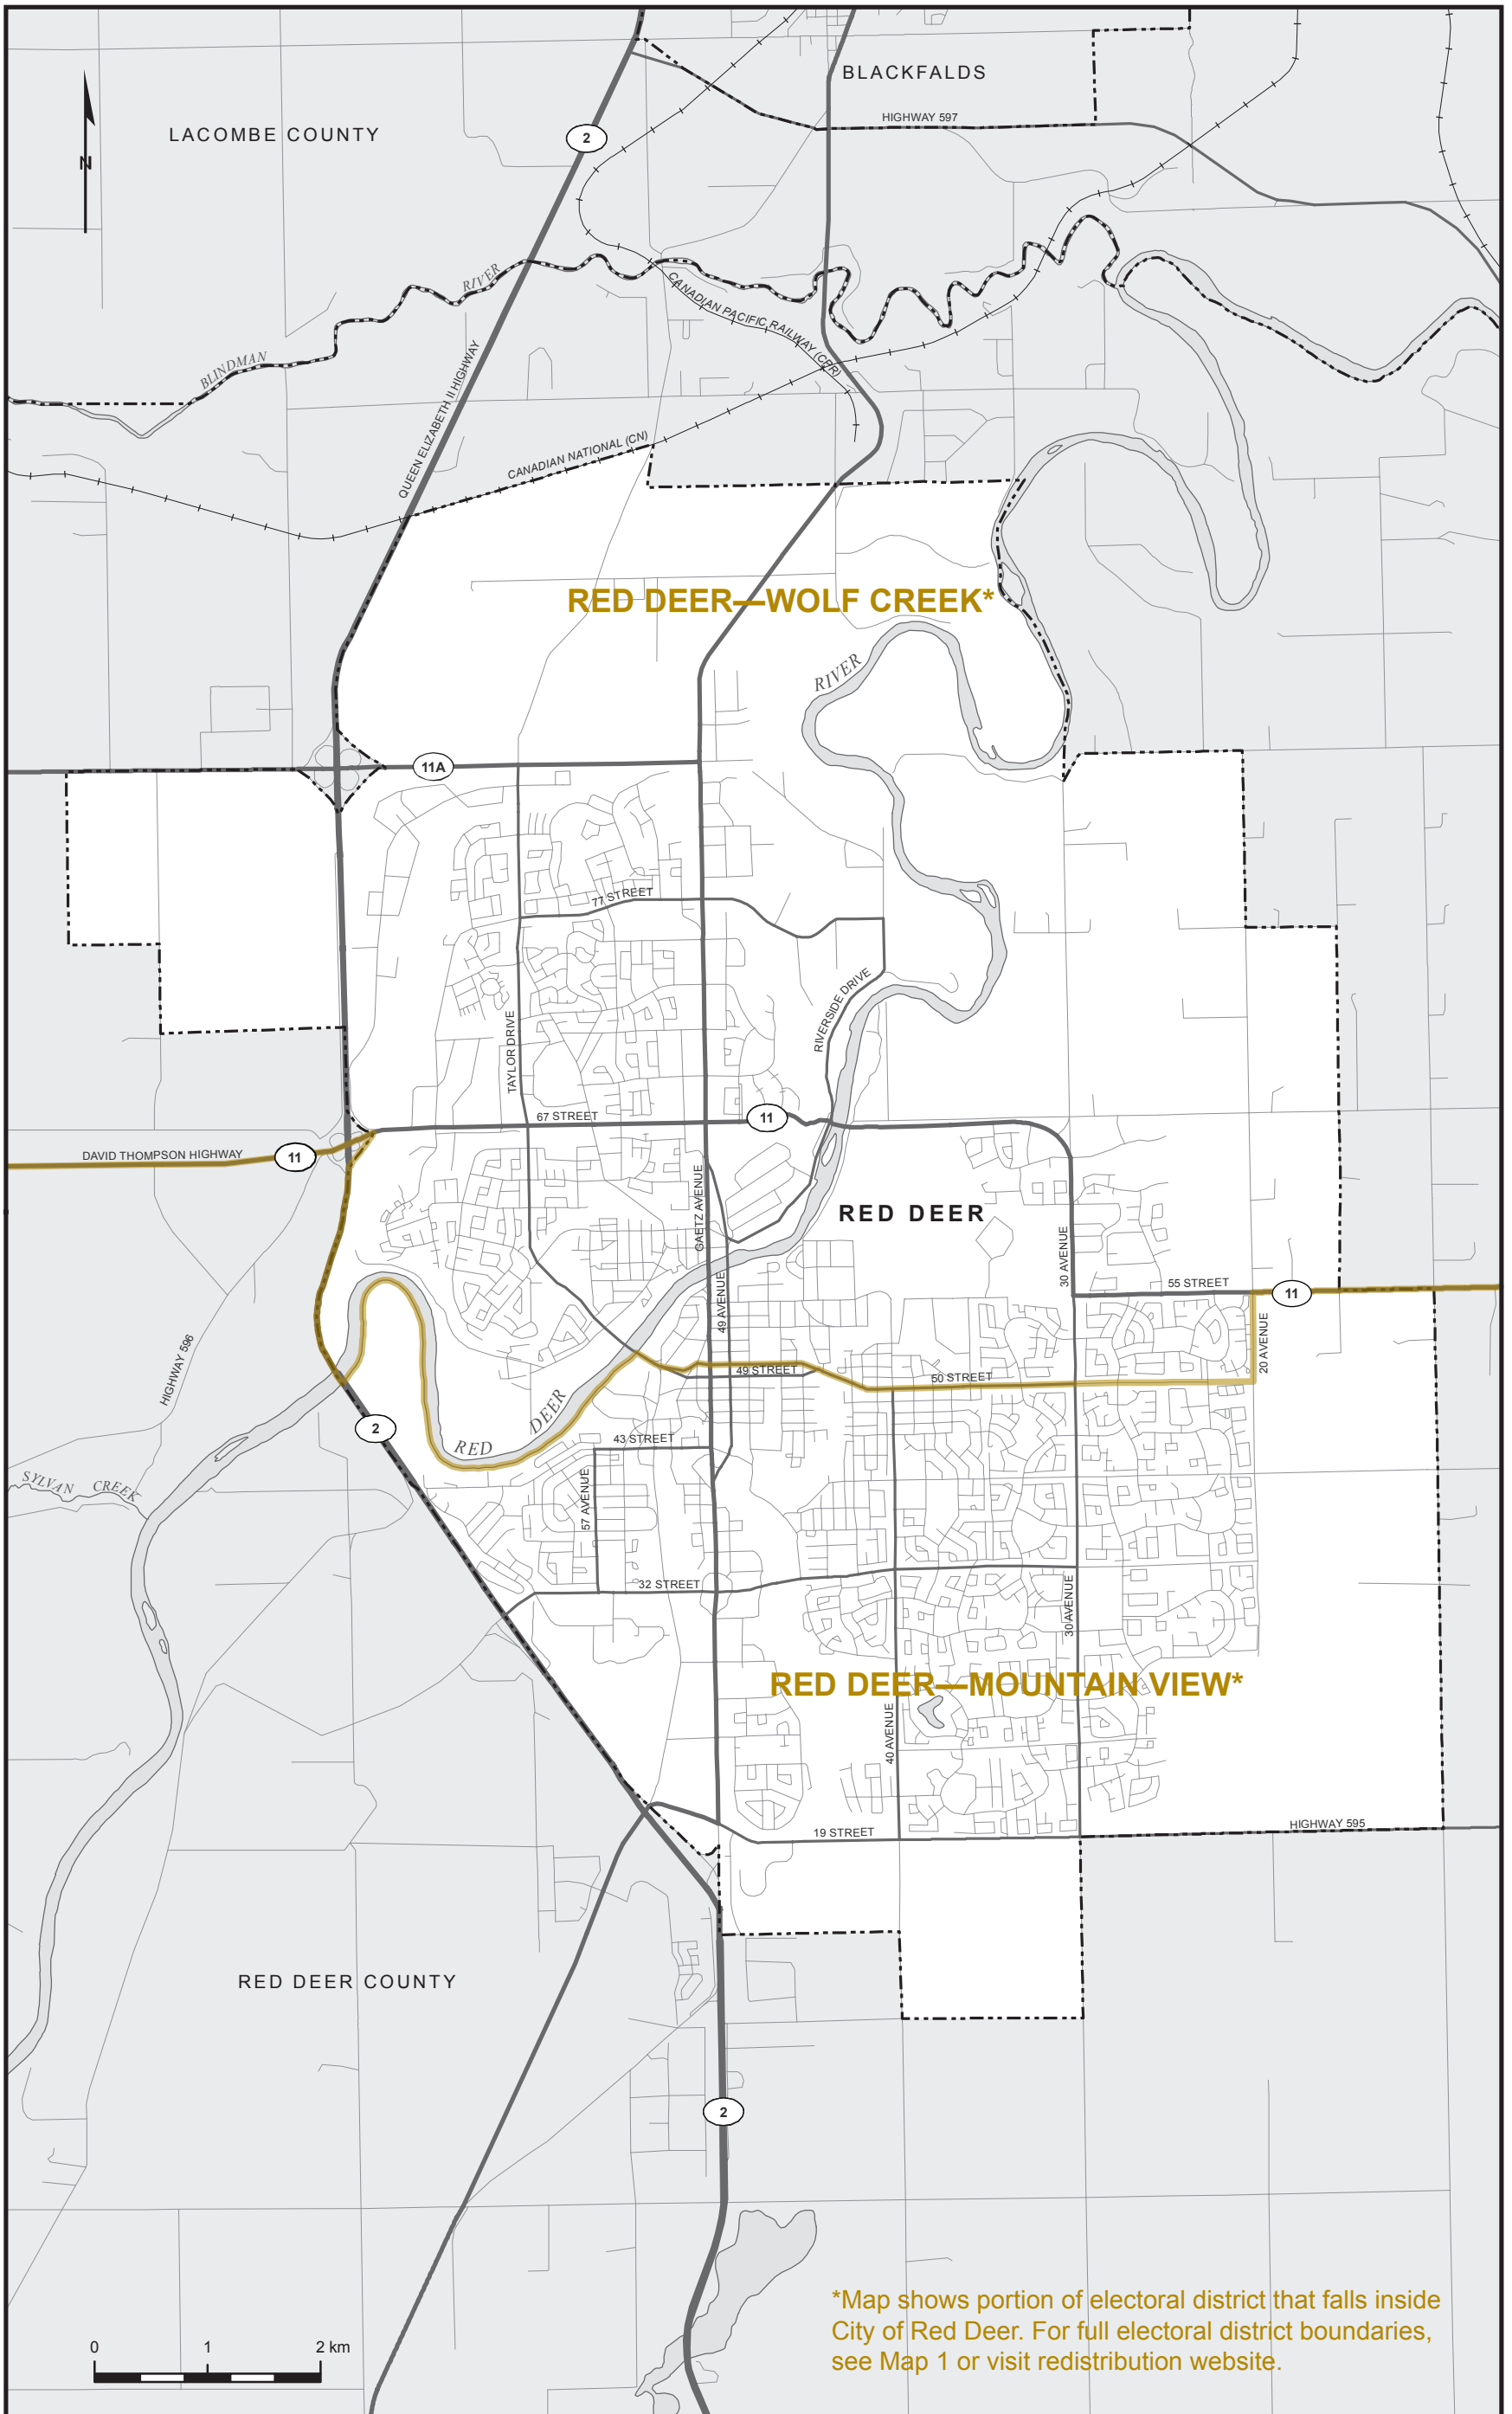 BLACKFALDS
LACOMBE COUNTY
HIGHWAY 597
2
N
RIVER
CANADIAN PACIFIC RAILWAY (CPR)
BLINDMAN
QUEEN ELIZABETH II HIGHWAY
CANADIAN NATIONAL (CN)
RED DEER—WOLF CREEK*
RIVER
11A
77 STREET
RIVERSIDE DRIVE
TAYLOR DRIVE
67 STREET
11
DAVID THOMPSON HIGHWAY
11
GAETZ AVENUE
RED DEER
30 AVENUE
55 STREET
11
49 AVENUE
20 AVENUE
HIGHWAY 596
49 STREET
50 STREET
DEER
2
RED
43 STREET
SYLVAN CREEK
57 AVENUE
32 STREET
30 AVENUE
RED DEER—MOUNTAIN VIEW*
40 AVENUE
19 STREET
HIGHWAY 595
RED DEER COUNTY
2
*Map shows portion of electoral district that falls inside
City of Red Deer. For full electoral district boundaries,
see Map 1 or visit redistribution website.
0 1 2 km